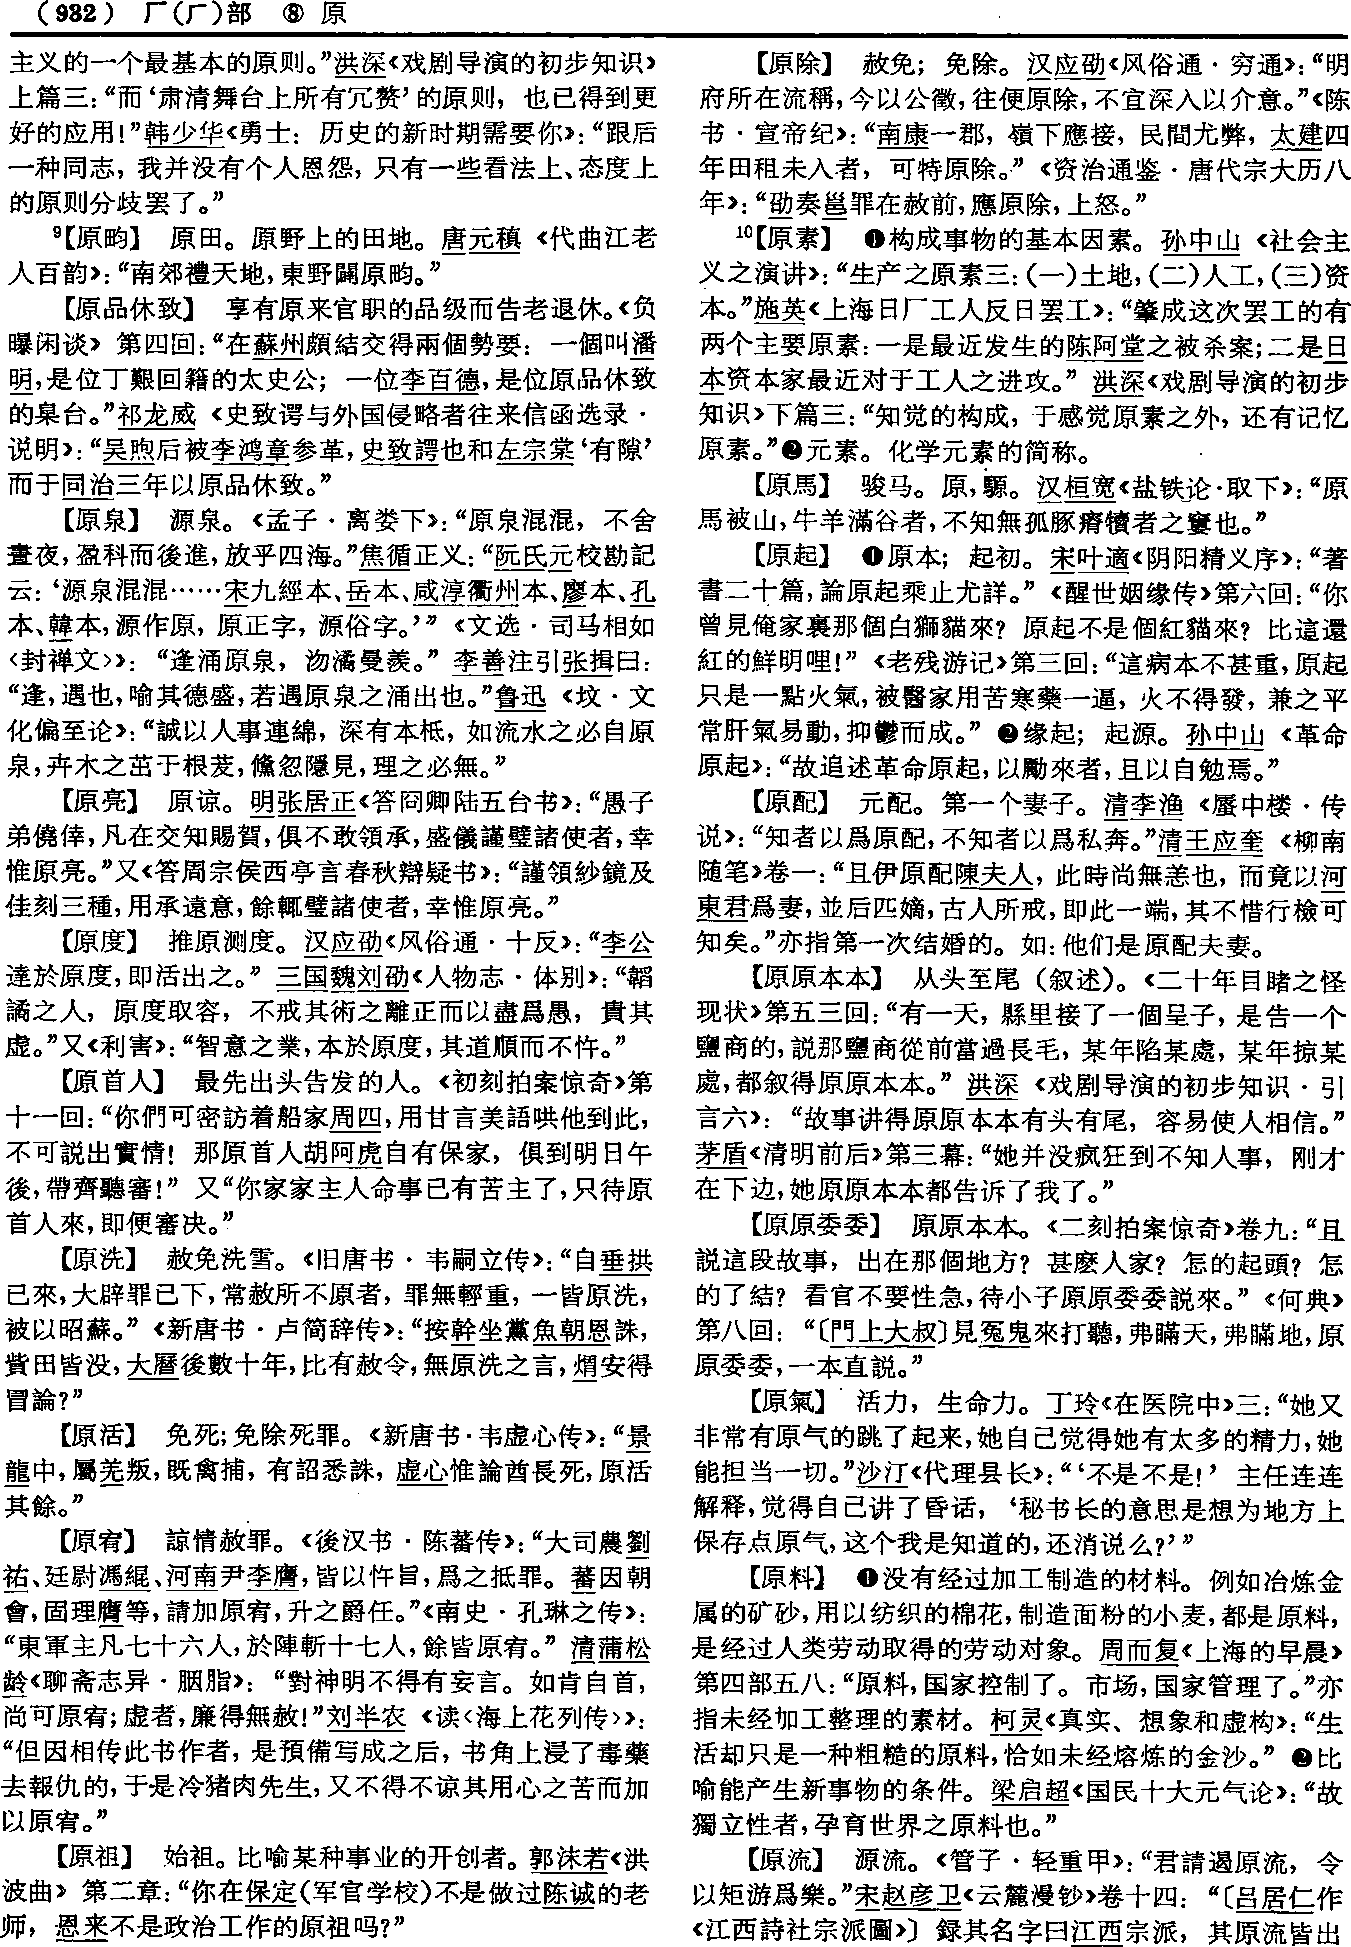 (932) 厂(厂)部 ⑧ 原
主义的一个最基本的原则。”洪深《戏剧导演的初步知识》
上篇三：“而‘肃清舞台上所有冗赘’的原则，也已得到更
好的应用！”韩少华《勇士：历史的新时期需要你》：“跟后
一种同志，我并没有个人恩怨，只有一些看法上、态度上
的原则分歧罢了。”
⁹【原畇】 原田。原野上的田地。唐元稹《代曲江老
人百韵》：“南郊禮天地，東野闢原畇。”
【原品休致】 享有原来官职的品级而告老退休。《负
曝闲谈》第四回：“在蘇州頗結交得兩個勢要：一個叫潘
明，是位丁艱回籍的太史公；一位李百德，是位原品休致
的臬台。”祁龙威《史致谔与外国侵略者往来信函选录·
说明》：“吴煦后被李鸿章参革，史致諤也和左宗棠‘有隙’
而于同治三年以原品休致。”
【原泉】 源泉。《孟子·离娄下》：“原泉混混，不舍
晝夜，盈科而後進，放乎四海。”焦循正义：“阮氏元校勘記
云：‘源泉混混……宋九經本、岳本、咸淳衢州本、廖本、孔
本、韓本，源作原，原正字，源俗字。’”《文选·司马相如
〈封禅文〉》：“逢涌原泉，沕潏曼羨。”李善注引张揖曰：
“逢，遇也，喻其德盛，若遇原泉之涌出也。”鲁迅《坟·文
化偏至论》：“誠以人事連綿，深有本柢，如流水之必自原
泉，卉木之茁于根荄，儵忽隱見，理之必無。”
【原亮】 原谅。明张居正《答冏卿陆五台书》：“愚子
弟僥倖，凡在交知賜賀，俱不敢領承，盛儀謹璧諸使者，幸
惟原亮。”又《答周宗侯西亭言春秋辩疑书》：“謹領紗鏡及
佳刻三種，用承遠意，餘輒璧諸使者，幸惟原亮。”
【原度】 推原测度。汉应劭《风俗通·十反》：“李公
達於原度，即活出之。”三国魏刘劭《人物志·体别》：“韜
譎之人，原度取容，不戒其術之離正而以盡爲愚，貴其
虚。”又《利害》：“智意之業，本於原度，其道順而不忤。”
【原首人】 最先出头告发的人。《初刻拍案惊奇》第
十一回：“你們可密訪着船家周四，用甘言美語哄他到此，
不可説出實情！那原首人胡阿虎自有保家，俱到明日午
後，帶齊聽審！”又“你家家主人命事已有苦主了，只待原
首人來，即便審决。”
【原洗】 赦免洗雪。《旧唐书·韦嗣立传》：“自垂拱
已來，大辟罪已下，常赦所不原者，罪無輕重，一皆原洗，
被以昭蘇。”《新唐书·卢简辞传》：“按幹坐黨魚朝恩誅，
貲田皆没，大曆後數十年，比有赦令，無原洗之言，熠安得
冒論？”
【原活】 免死；免除死罪。《新唐书·韦虚心传》：“景
龍中，屬羌叛，既禽捕，有詔悉誅，虚心惟論酋長死，原活
其餘。”
【原宥】 諒情赦罪。《後汉书·陈蕃传》：“大司農劉
祐、廷尉馮緄、河南尹李膺，皆以忤旨，爲之抵罪。蕃因朝
會，固理膺等，請加原宥，升之爵任。”《南史·孔琳之传》：
“東軍主凡七十六人，於陣斬十七人，餘皆原宥。”清蒲松
龄《聊斋志异·胭脂》：“對神明不得有妄言。如肯自首，
尚可原宥；虚者，廉得無赦！”刘半农《读〈海上花列传〉》：
“但因相传此书作者，是預備写成之后，书角上浸了毒藥
去報仇的，于是冷猪肉先生，又不得不谅其用心之苦而加
以原宥。”
【原祖】 始祖。比喻某种事业的开创者。郭沫若《洪
波曲》第二章：“你在保定（军官学校）不是做过陈诚的老
师，恩来不是政治工作的原祖吗？”
【原除】 赦免；免除。汉应劭《风俗通·穷通》：“明
府所在流稱，今以公徵，往便原除，不宜深入以介意。”《陈
书·宣帝纪》：“南康一郡，嶺下應接，民間尤弊，太建四
年田租未入者，可特原除。”《资治通鉴·唐代宗大历八
年》：“劭奏邕罪在赦前，應原除，上怒。”
¹⁰【原素】 ❶构成事物的基本因素。孙中山《社会主
义之演讲》：“生产之原素三：（一）土地，（二）人工，（三）资
本。”施英《上海日厂工人反日罢工》：“肇成这次罢工的有
两个主要原素：一是最近发生的陈阿堂之被杀案；二是日
本资本家最近对于工人之进攻。”洪深《戏剧导演的初步
知识》下篇三：“知觉的构成，于感觉原素之外，还有记忆
原素。”❷元素。化学元素的简称。
【原馬】 骏马。原，騵。汉桓宽《盐铁论·取下》：“原
馬被山，牛羊滿谷者，不知無孤豚瘠犢者之窶也。”
【原起】 ❶原本；起初。宋叶適《阴阳精义序》：“著
書二十篇，論原起乘止尤詳。”《醒世姻缘传》第六回：“你
曾見俺家裏那個白獅貓來？原起不是個紅貓來？比這還
紅的鮮明哩！”《老残游记》第三回：“這病本不甚重，原起
只是一點火氣，被醫家用苦寒藥一逼，火不得發，兼之平
常肝氣易動，抑鬱而成。”❷缘起；起源。孙中山《革命
原起》：“故追述革命原起，以勵來者，且以自勉焉。”
【原配】 元配。第一个妻子。清李渔《蜃中楼·传
说》：“知者以爲原配，不知者以爲私奔。”清王应奎《柳南
随笔》卷一：“且伊原配陳夫人，此時尚無恙也，而竟以河
東君爲妻，並后匹嫡，古人所戒，即此一端，其不惜行檢可
知矣。”亦指第一次结婚的。如：他们是原配夫妻。
【原原本本】 从头至尾（叙述）。《二十年目睹之怪
现状》第五三回：“有一天，縣里接了一個呈子，是告一个
鹽商的，説那鹽商從前當過長毛，某年陷某處，某年掠某
處，都叙得原原本本。”洪深《戏剧导演的初步知识·引
言六》：“故事讲得原原本本有头有尾，容易使人相信。”
茅盾《清明前后》第三幕：“她并没疯狂到不知人事，刚才
在下边，她原原本本都告诉了我了。”
【原原委委】 原原本本。《二刻拍案惊奇》卷九：“且
説這段故事，出在那個地方？甚麽人家？怎的起頭？怎
的了結？看官不要性急，待小子原原委委説來。”《何典》
第八回：“〔門上大叔〕見冤鬼來打聽，弗瞞天，弗瞞地，原
原委委，一本直説。”
【原氣】 活力，生命力。丁玲《在医院中》三：“她又
非常有原气的跳了起来，她自己觉得她有太多的精力，她
能担当一切。”沙汀《代理县长》：“‘不是不是！’主任连连
解释，觉得自己讲了昏话，‘秘书长的意思是想为地方上
保存点原气，这个我是知道的，还消说么？’”
【原料】 ❶没有经过加工制造的材料。例如冶炼金
属的矿砂，用以纺织的棉花，制造面粉的小麦，都是原料，
是经过人类劳动取得的劳动对象。周而复《上海的早晨》
第四部五八：“原料，国家控制了。市场，国家管理了。”亦
指未经加工整理的素材。柯灵《真实、想象和虚构》：“生
活却只是一种粗糙的原料，恰如未经熔炼的金沙。”❷比
喻能产生新事物的条件。梁启超《国民十大元气论》：“故
獨立性者，孕育世界之原料也。”
【原流】 源流。《管子·轻重甲》：“君請遏原流，令
以矩游爲樂。”宋赵彦卫《云麓漫钞》卷十四：“〔吕居仁作
《江西詩社宗派圖》〕録其名字曰江西宗派，其原流皆出